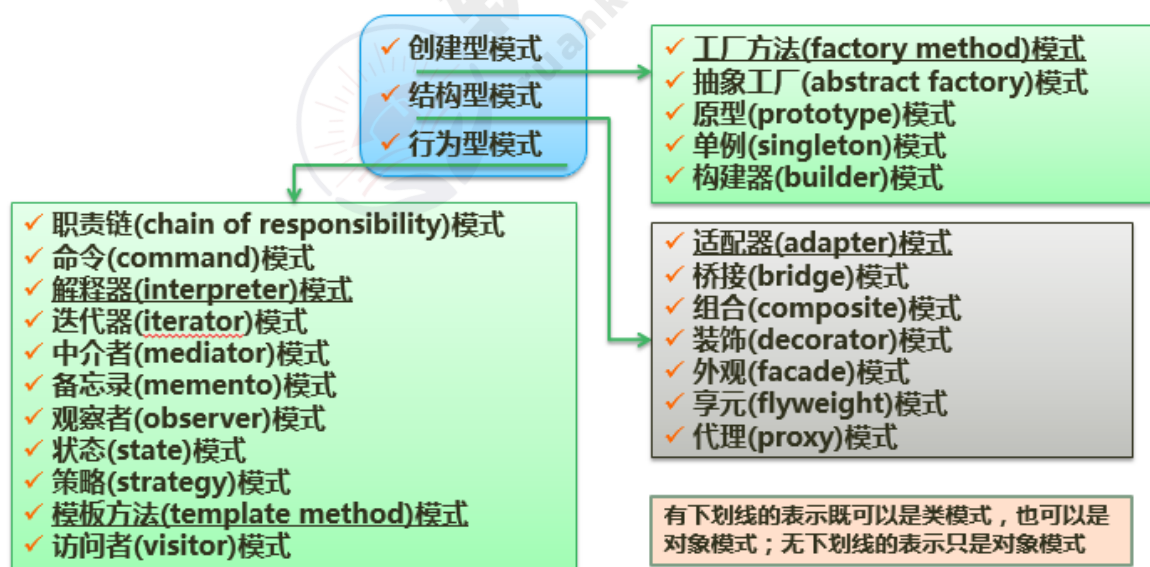 创建型模式
结构型模式
行为型模式
工厂方法(factory method)模式
抽象工厂(abstract factory)模式
原型(prototype)模式
单例(singleton)模式
构建器(builder)模式
职责链(chain of responsibility)模式
命令(command)模式
解释器(interpreter)模式
迭代器(iterator)模式
中介者(mediator)模式
备忘录(memento)模式
观察者(observer)模式
状态(state)模式
策略(strategy)模式
模板方法(template method)模式
访问者(visitor)模式
适配器(adapter)模式
桥接(bridge)模式
组合(composite)模式
装饰(decorator)模式
外观(facade)模式
享元(flyweight)模式
代理(proxy)模式
有下划线的表示既可以是类模式，也可以是
对象模式；无下划线的表示只是对象模式